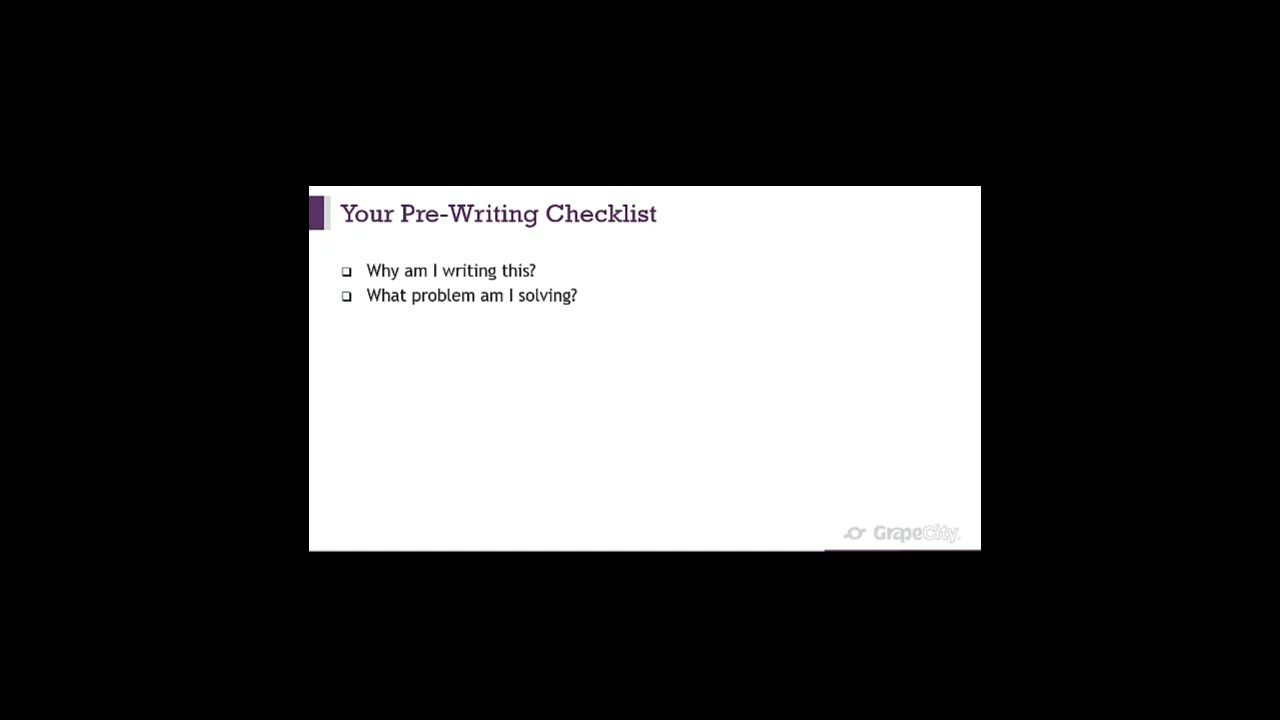 Your Pre-Writing Checklist
Why am I writing this?
What problem am I solving?
GrapeCity